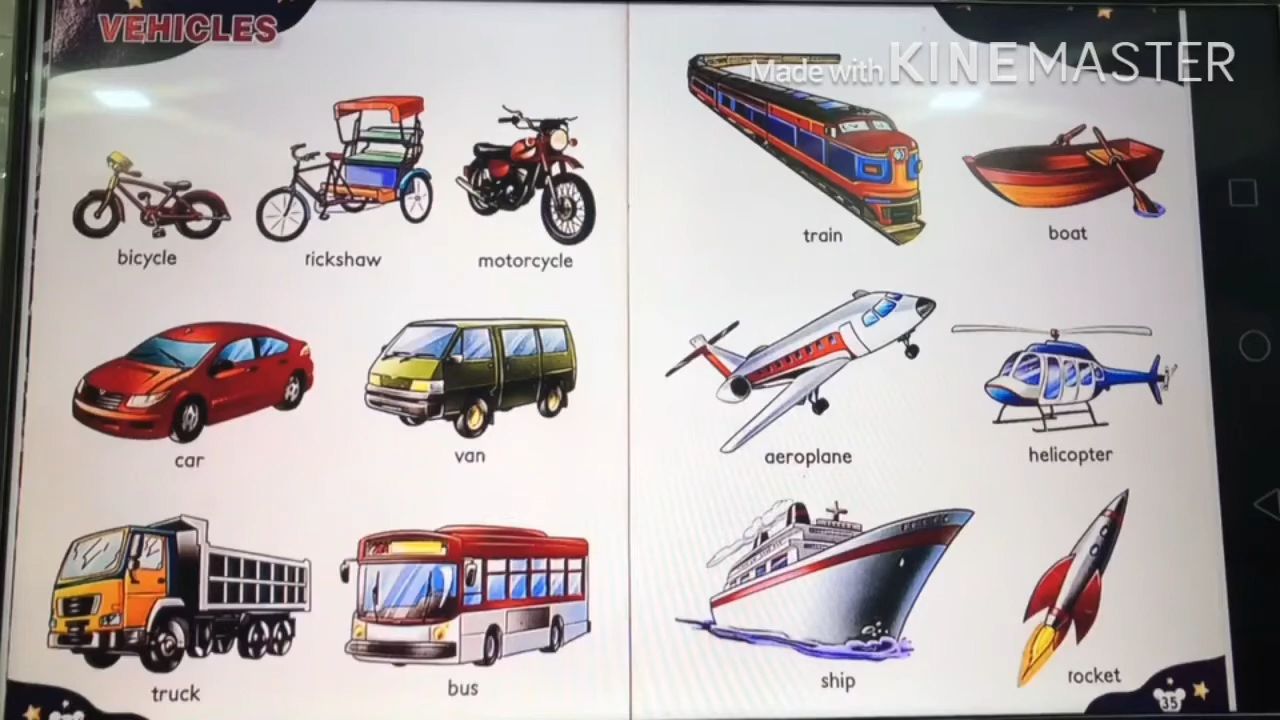 VEHICLES
Made with KINEMASTER
bicycle
rickshaw
motorcycle
train
boat
car
van
aeroplane
helicopter
truck
bus
ship
rocket
35